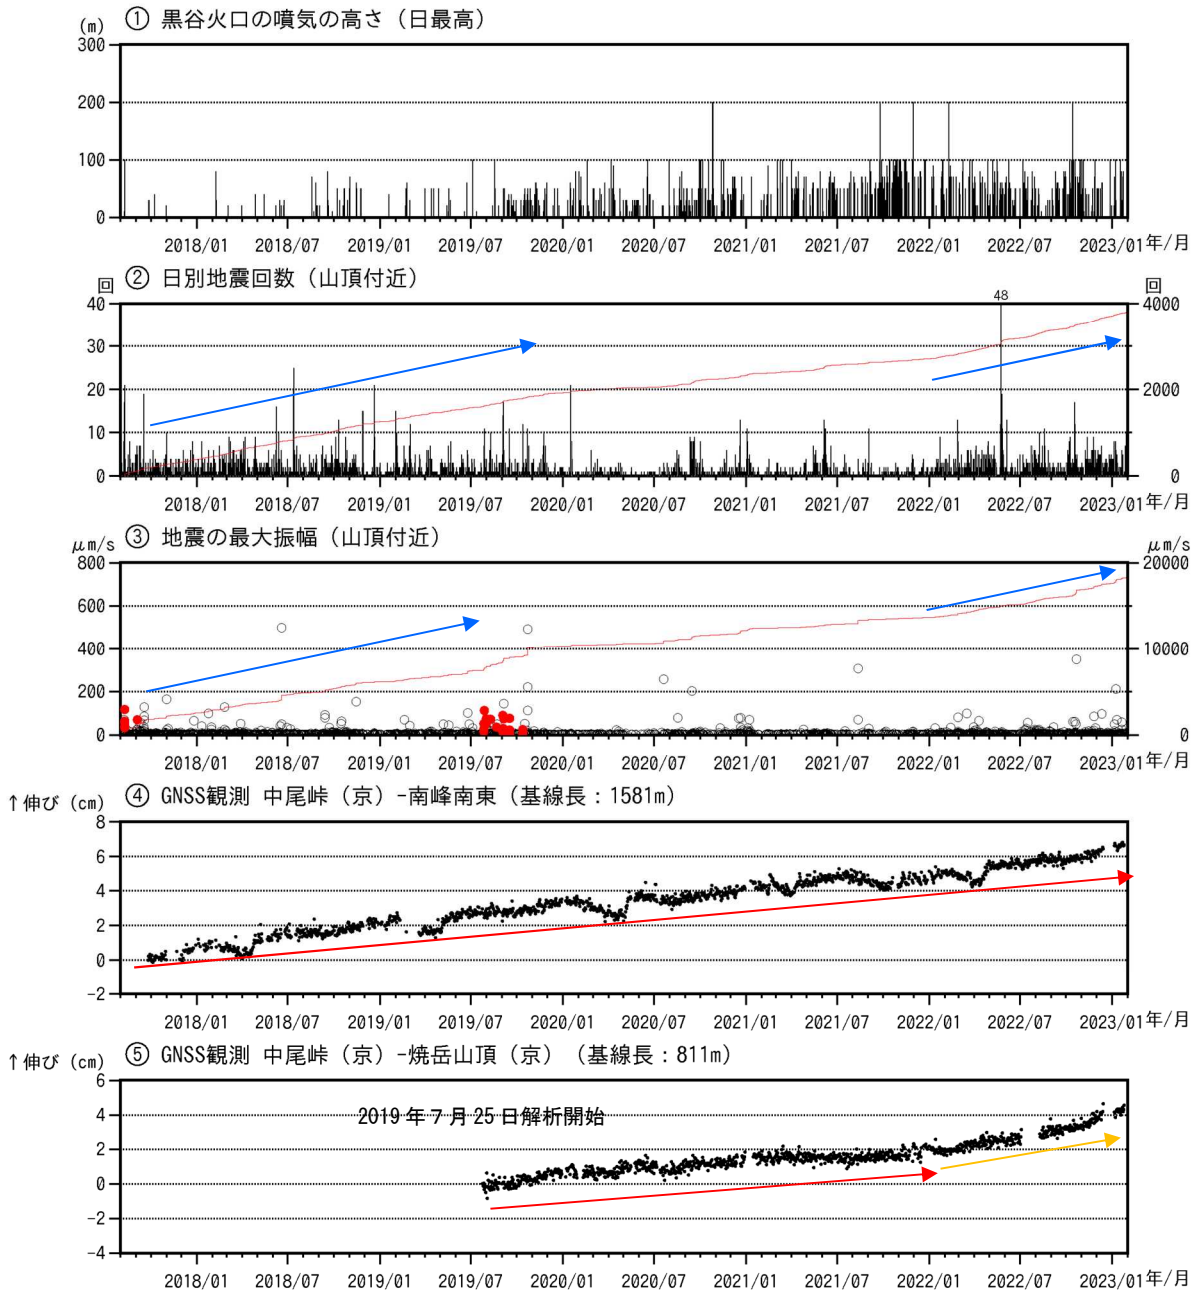 ① 黒谷火口の噴気の高さ（日最高）
(m)
300
200
100
0
2018/01 2018/07 2019/01 2019/07 2020/01 2020/07 2021/01 2021/07 2022/01 2022/07 2023/01 年/月
② 日別地震回数（山頂付近）
回 回
48
40 4000
30
20 2000
10
0 0
2018/01 2018/07 2019/01 2019/07 2020/01 2020/07 2021/01 2021/07 2022/01 2022/07 2023/01 年/月
③ 地震の最大振幅（山頂付近）
μm/s μm/s
800 20000
600
400 10000
200
0 0
2018/01 2018/07 2019/01 2019/07 2020/01 2020/07 2021/01 2021/07 2022/01 2022/07 2023/01 年/月
↑伸び (cm) ④ GNSS観測 中尾峠（京）-南峰南東（基線長：1581m）
8
6
4
2
0
-2
2018/01 2018/07 2019/01 2019/07 2020/01 2020/07 2021/01 2021/07 2022/01 2022/07 2023/01 年/月
↑伸び (cm) ⑤ GNSS観測 中尾峠（京）-焼岳山頂（京）（基線長：811m）
6
4
2019年7月25日解析開始
2
0
-2
-4
2018/01 2018/07 2019/01 2019/07 2020/01 2020/07 2021/01 2021/07 2022/01 2022/07 2023/01 年/月